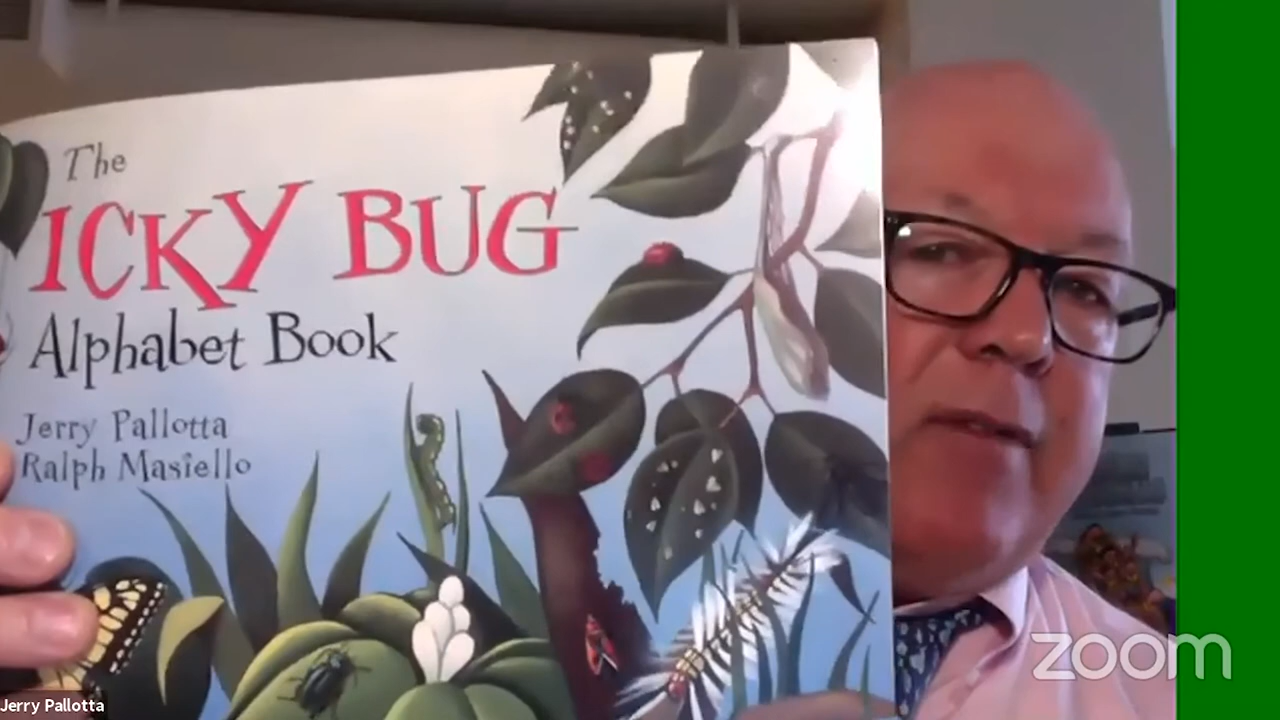 The
ICKY BUG
Alphabet Book
Jerry Pallotta
Ralph Masiello
zoom
Jerry Pallotta